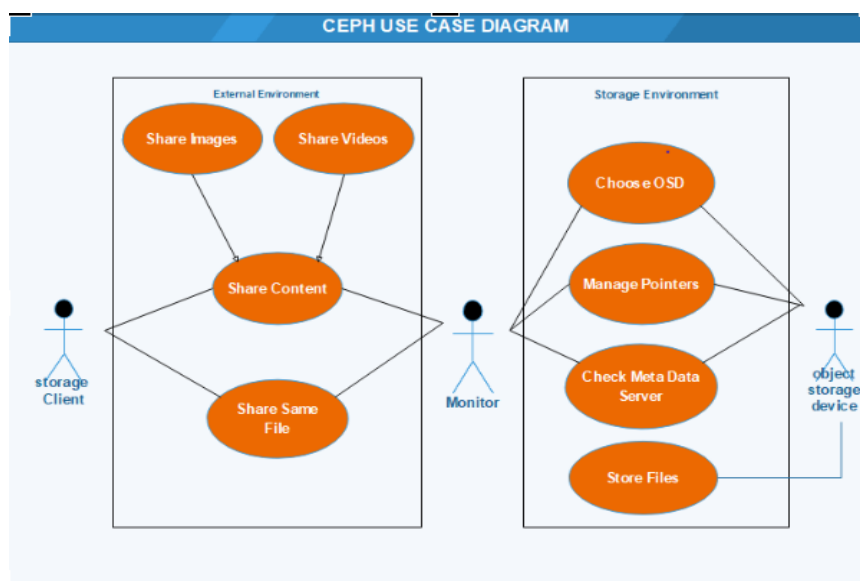 CEPH USE CASE DIAGRAM
External Environment
Storage Environment
Share Images
Share Videos
Choose OSD
Share Content
Manage Pointers
storage
Client
Monitor
Check Meta Data
Server
object
storage
device
Share Same
File
Store Files